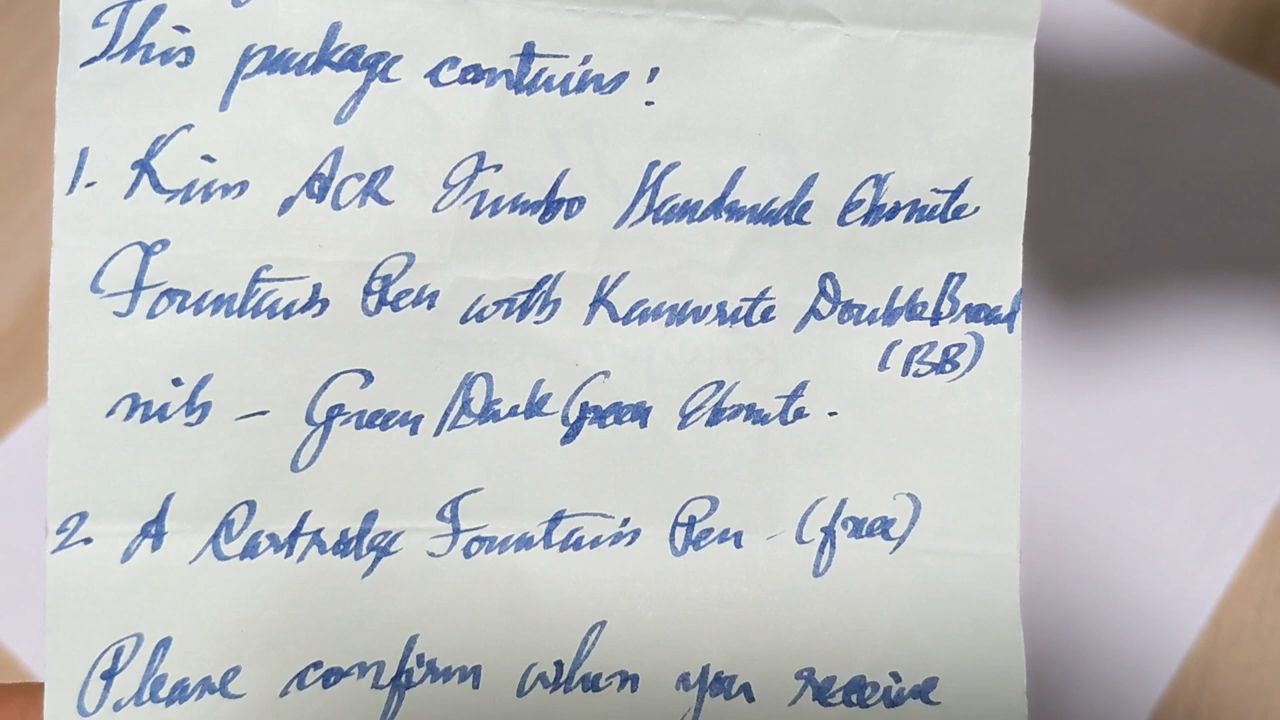 This package contains:
1. Kim ACR Jumbo Handmade Ebonite
Fountain Pen with Kanwrite Double Broad
(BB)
nib – Green/Dark Green Ebonite.
2. A Cartridge Fountain Pen - (free)
Please confirm when you receive